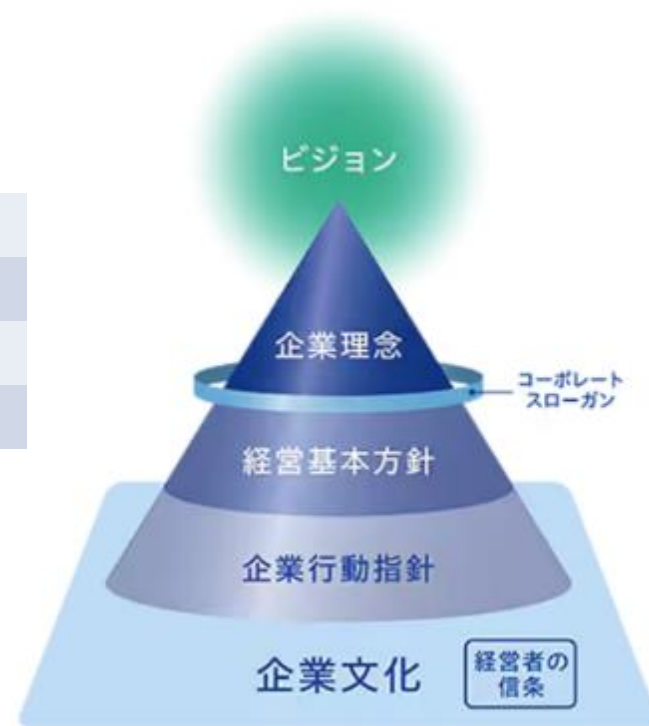 ビジョン
企業理念
コーポレート
スローガン
経営基本方針
企業行動指針
企業文化
経営者の
信条